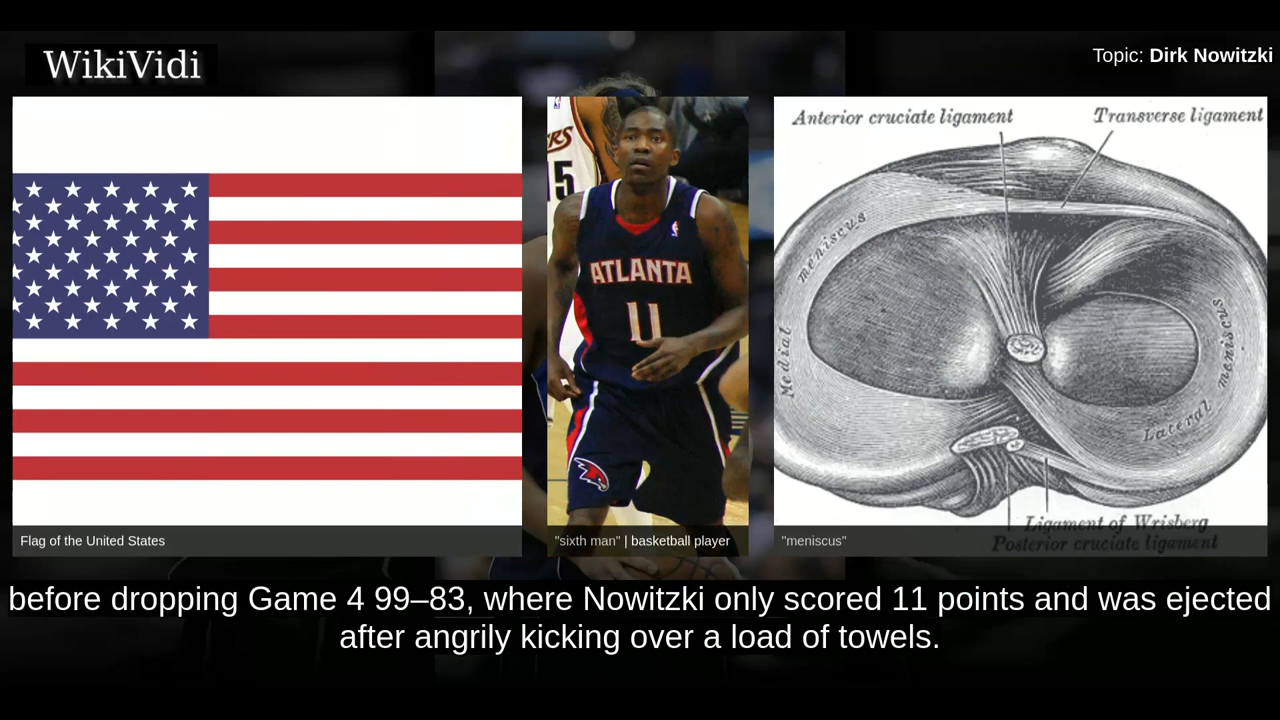 WikiVidi
Topic: Dirk Nowitzki
Anterior cruciate ligament
Transverse ligament
RS
15
ATLANTA
11
Medial
meniscus
Lateral
meniscus
Ligament of Wrisberg
Posterior cruciate ligament
Flag of the United States
"sixth man" | basketball player
"meniscus"
before dropping Game 4 99–83, where Nowitzki only scored 11 points and was ejected
after angrily kicking over a load of towels.